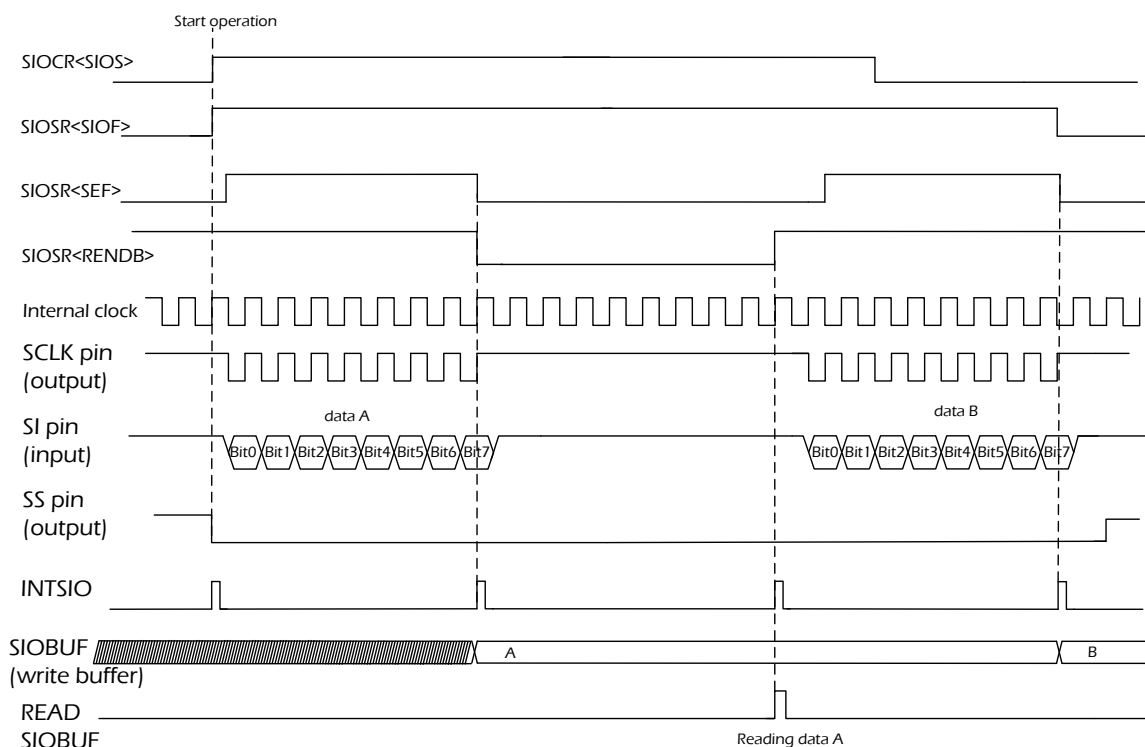 Start operation
SIOCR<SIOS>
SIOSR<SIOF>
SIOSR<SEF>
SIOSR<RENDB>
Internal clock
SCLK pin
(output)
data A
data B
SI pin
(input)
Bit0 Bit1 Bit2 Bit3 Bit4 Bit5 Bit6 Bit7 Bit0 Bit1 Bit2 Bit3 Bit4 Bit5 Bit6 Bit7
SS pin
(output)
INTSIO
SIOBUF
(write buffer)
A
B
READ
SIOBUF
Reading data A